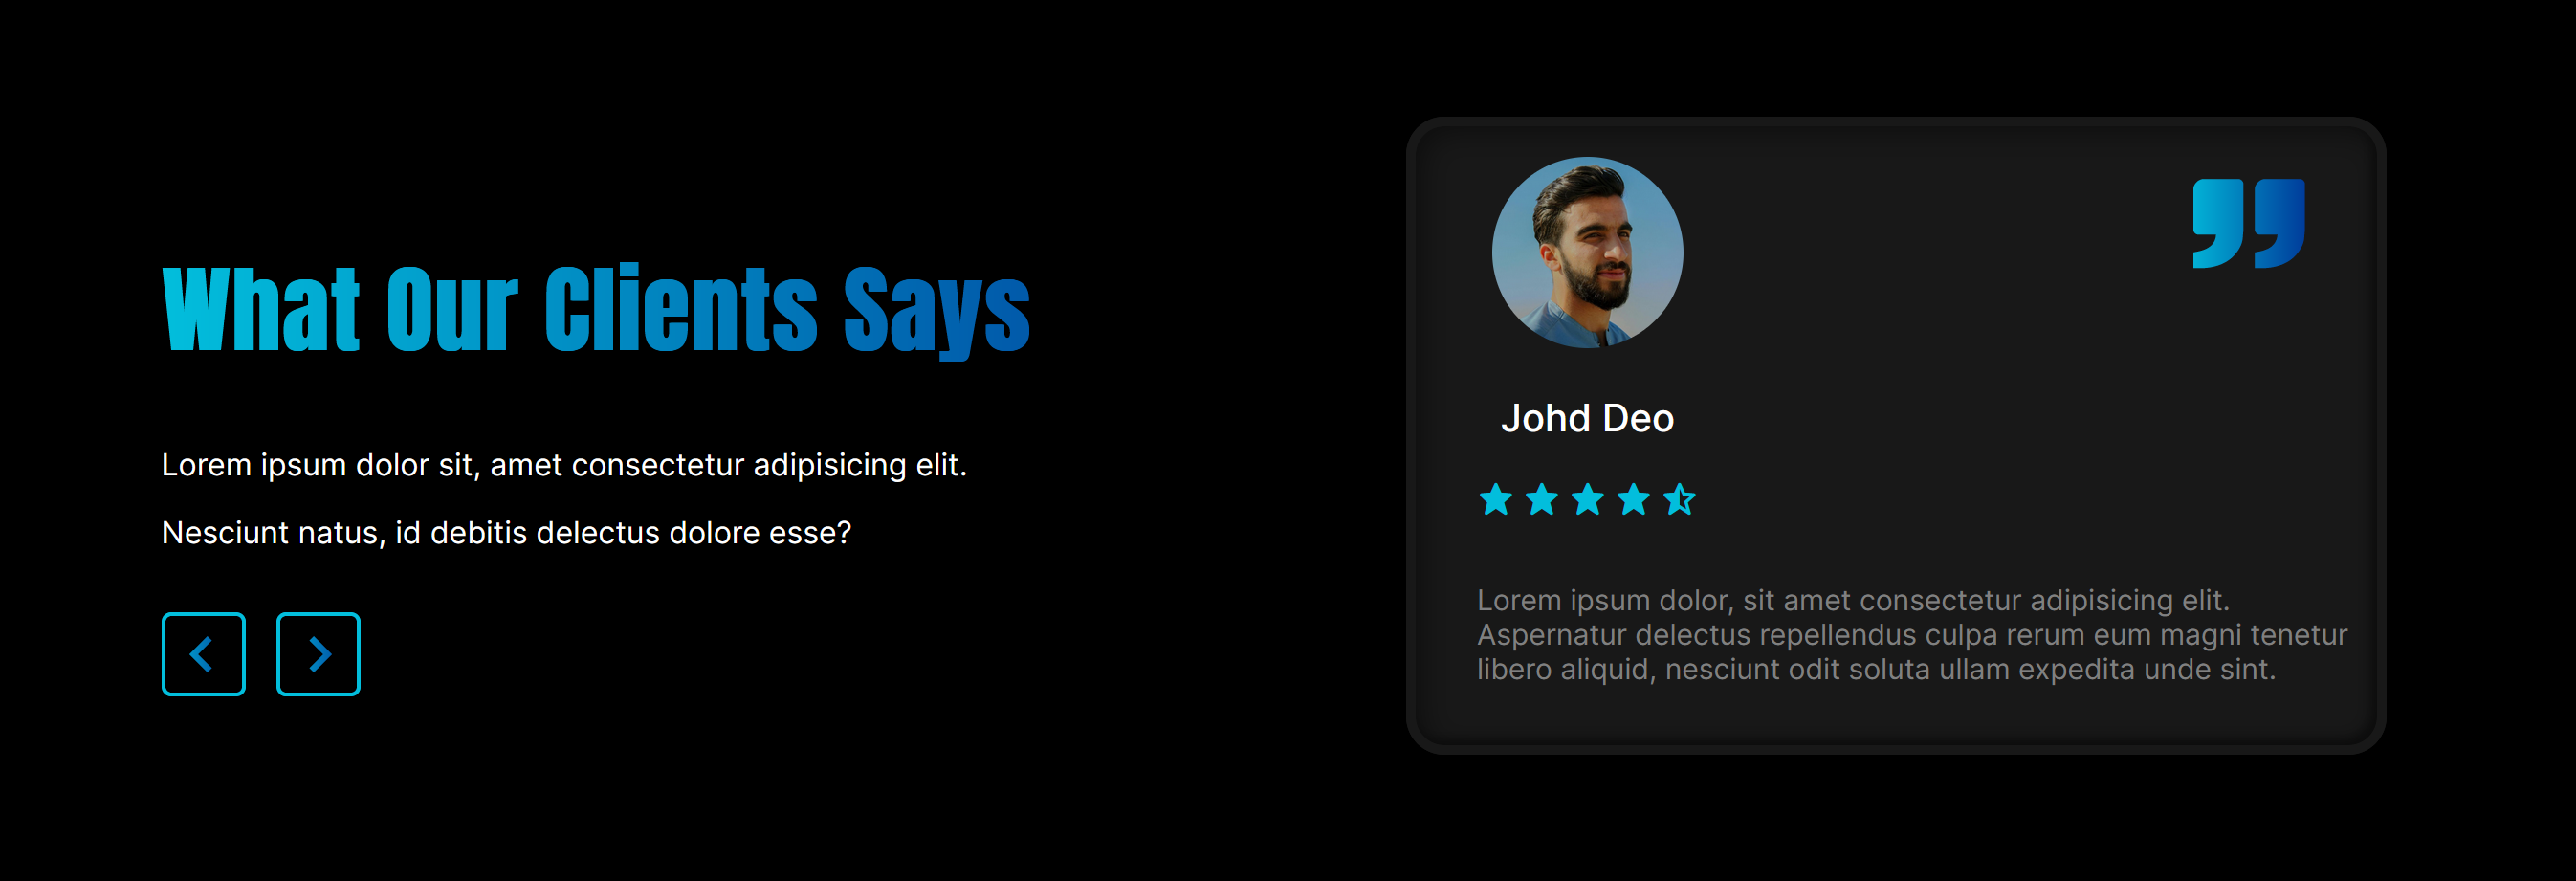 What Our Clients Says
Lorem ipsum dolor sit, amet consectetur adipisicing elit.
Nesciunt natus, id debitis delectus dolore esse?
Johd Deo
Lorem ipsum dolor, sit amet consectetur adipisicing elit.
Aspernatur delectus repellendus culpa rerum eum magni tenetur
libero aliquid, nesciunt odit soluta ullam expedita unde sint.